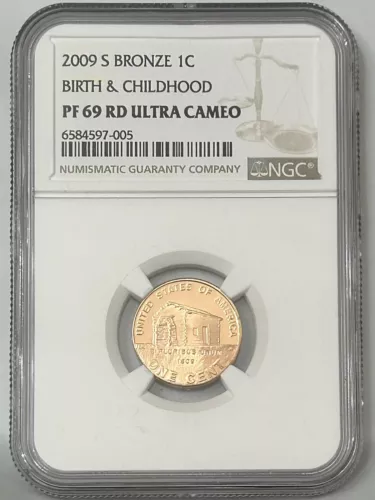 2009 S BRONZE 1C
BIRTH & CHILDHOOD
PF 69 RD ULTRA CAMEO
6584597-005
NUMISMATIC GUARANTY COMPANY
NGC®
UNITED STATES OF AMERICA
E PLURIBUS UNUM
1809
ONE CENT